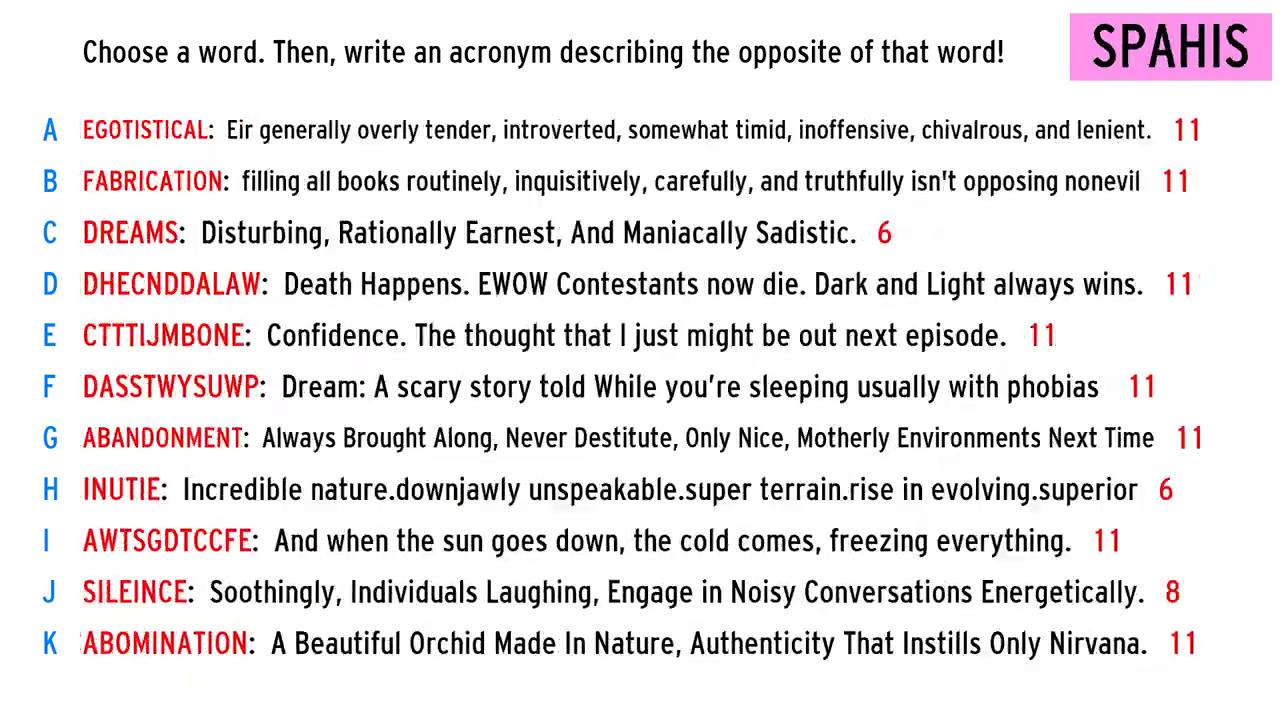 Choose a word. Then, write an acronym describing the opposite of that word!
SPAHIS
A EGOTISTICAL: Eir generally overly tender, introverted, somewhat timid, inoffensive, chivalrous, and lenient. 11
B FABRICATION: filling all books routinely, inquisitively, carefully, and truthfully isn't opposing nonevil 11
C DREAMS: Disturbing, Rationally Earnest, And Maniacally Sadistic. 6
D DHECNDDALAW: Death Happens. EWOW Contestants now die. Dark and Light always wins. 11
E CTTTIJMBONE: Confidence. The thought that I just might be out next episode. 11
F DASSTWYSUWP: Dream: A scary story told While you’re sleeping usually with phobias 11
G ABANDONMENT: Always Brought Along, Never Destitute, Only Nice, Motherly Environments Next Time 11
H INUTIE: Incredible nature.downjawly unspeakable.super terrain.rise in evolving.superior 6
I AWTSGDTCCFE: And when the sun goes down, the cold comes, freezing everything. 11
J SILEINCE: Soothingly, Individuals Laughing, Engage in Noisy Conversations Energetically. 8
K ABOMINATION: A Beautiful Orchid Made In Nature, Authenticity That Instills Only Nirvana. 11